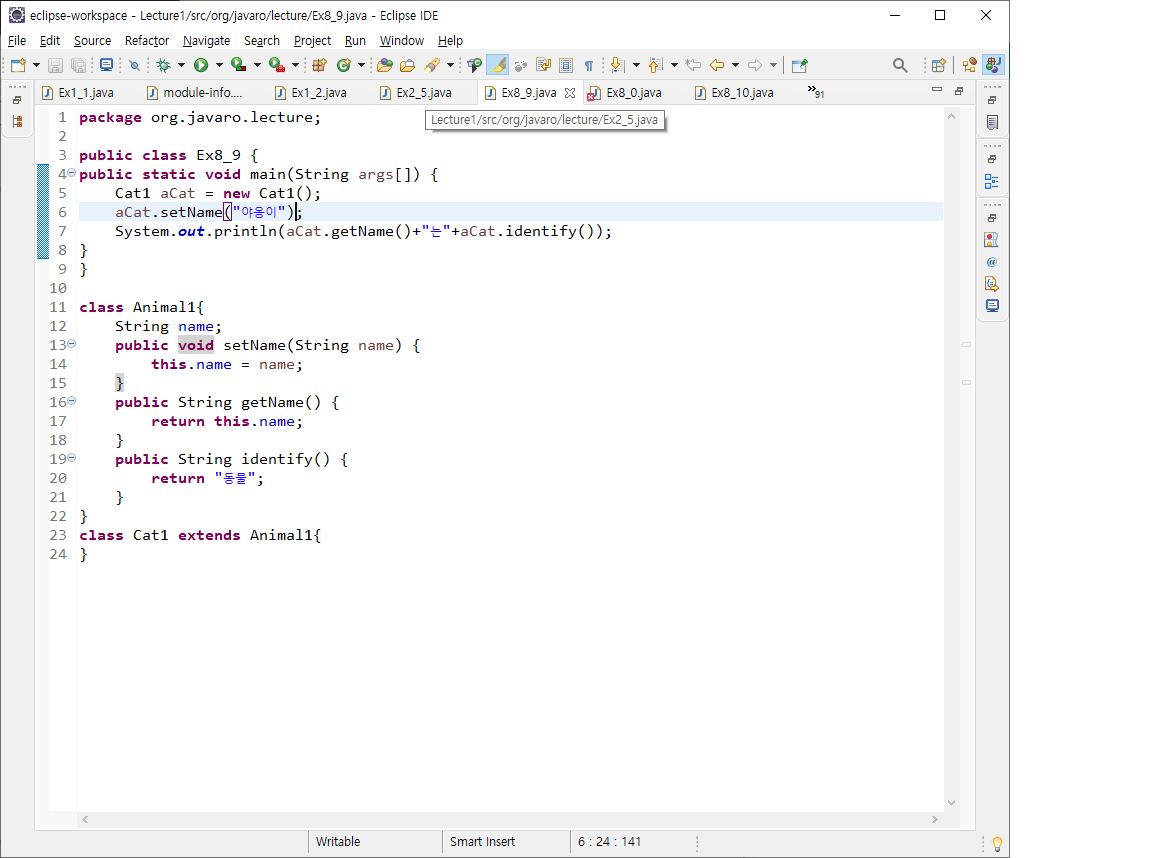 eclipse-workspace - Lecture1/src/org/javaro/lecture/Ex8_9.java - Eclipse IDE
File Edit Source Refactor Navigate Search Project Run Window Help
Ex1_1.java module-info.... Ex1_2.java Ex2_5.java Ex8_9.java Ex8_0.java Ex8_10.java »91
Lecture1/src/org/javaro/lecture/Ex2_5.java
1 package org.javaro.lecture;
2
3 public class Ex8_9 {
4 public static void main(String args[]) {
5 Cat1 aCat = new Cat1();
6 aCat.setName("야옹이");
7 System.out.println(aCat.getName()+"는"+aCat.identify());
8 }
9 }
10
11 class Animal1{
12 String name;
13 public void setName(String name) {
14 this.name = name;
15 }
16 public String getName() {
17 return this.name;
18 }
19 public String identify() {
20 return "동물";
21 }
22 }
23 class Cat1 extends Animal1{
24 }
Writable Smart Insert 6 : 24 : 141